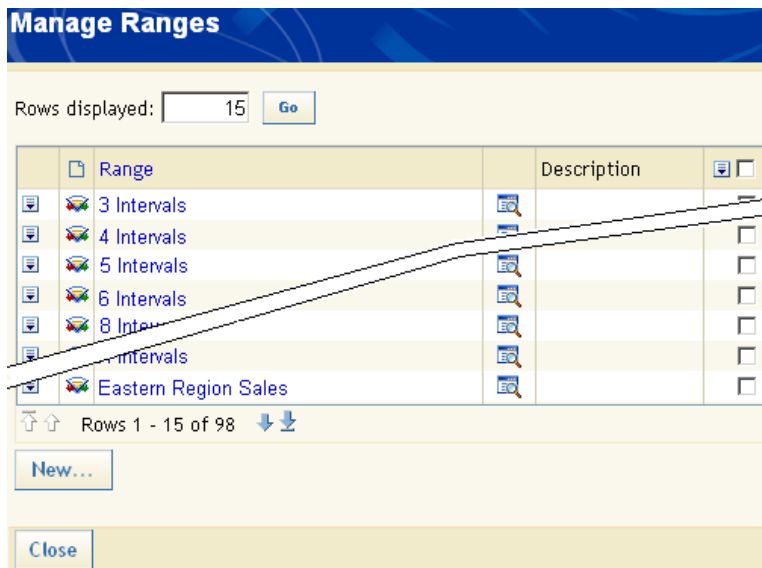 Manage Ranges
Rows displayed: 15 Go
Range Description
3 Intervals
4 Intervals
5 Intervals
6 Intervals
8
Intervals
Eastern Region Sales
Rows 1 - 15 of 98
New...
Close